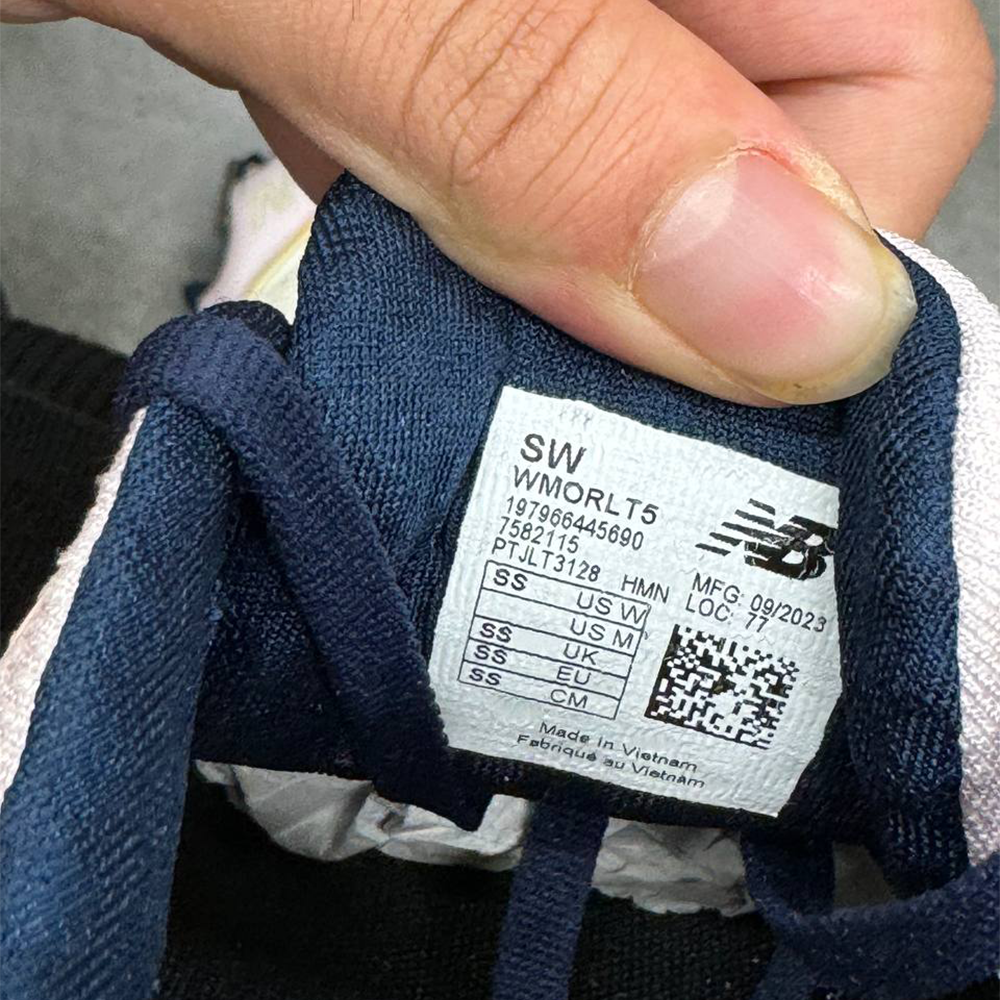 SW
WMORLT5
197966445690
7582115
PTJLT3128 HMN
SS US W
US M
SS UK
SS EU
SS CM
NB
MFG: 09/2023
LOC: 77
Made in Vietnam
Fabriqué au Vietnam